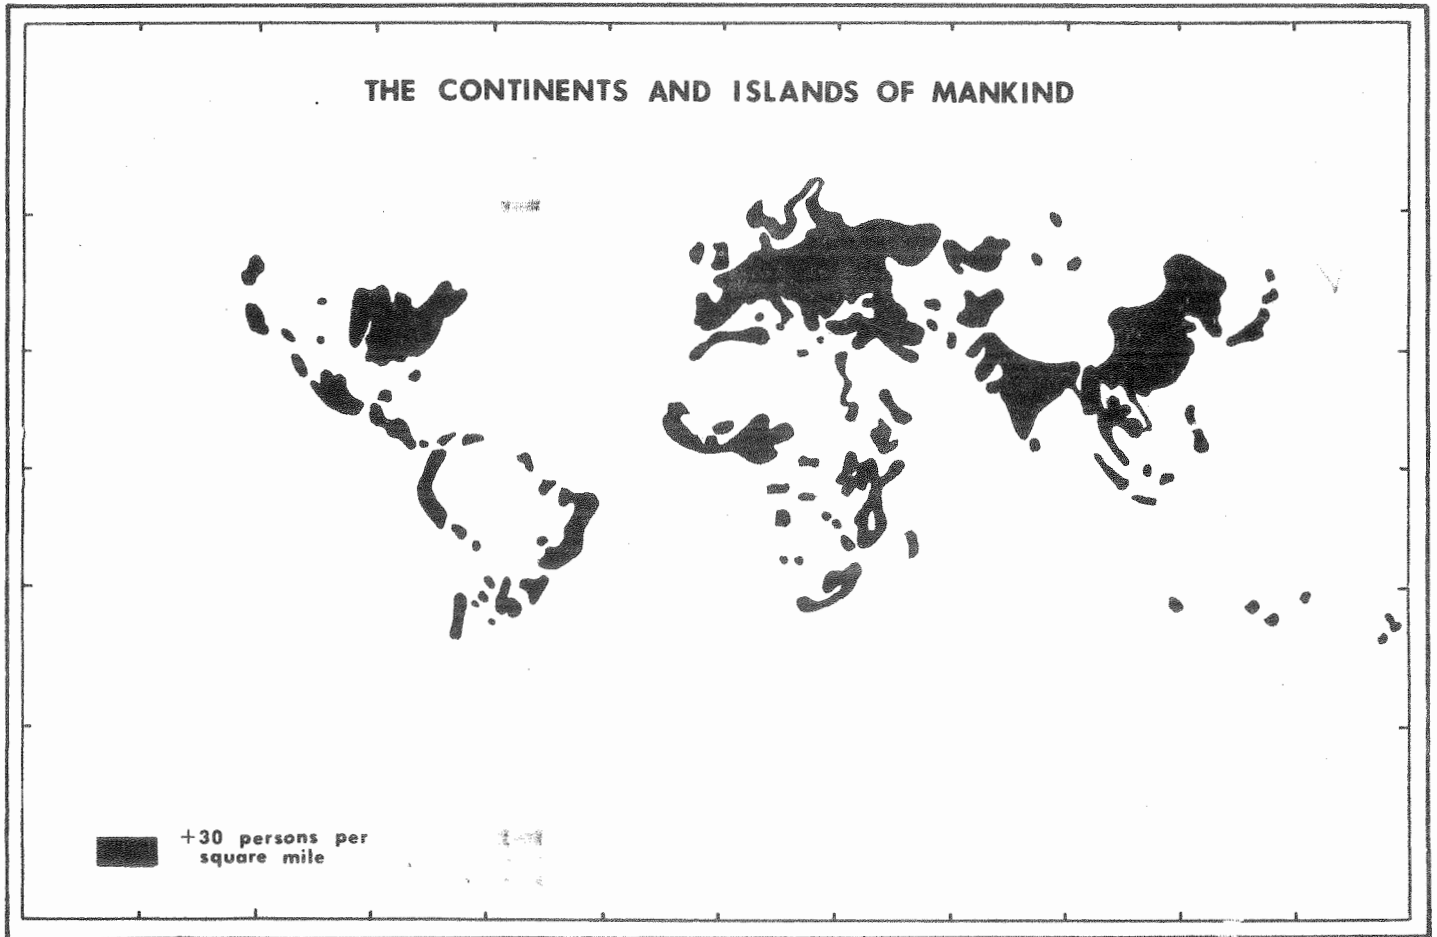 THE CONTINENTS AND ISLANDS OF MANKIND
+30 persons per
square mile